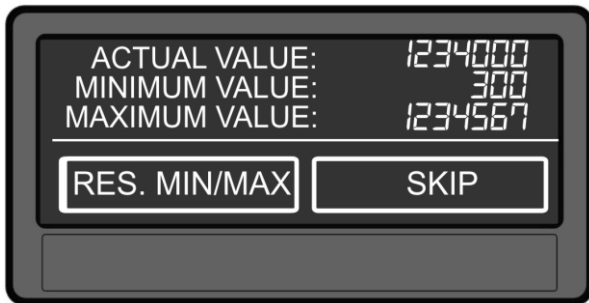 ACTUAL VALUE: 1234000
MINIMUM VALUE: 300
MAXIMUM VALUE: 1234567
RES. MIN/MAX SKIP